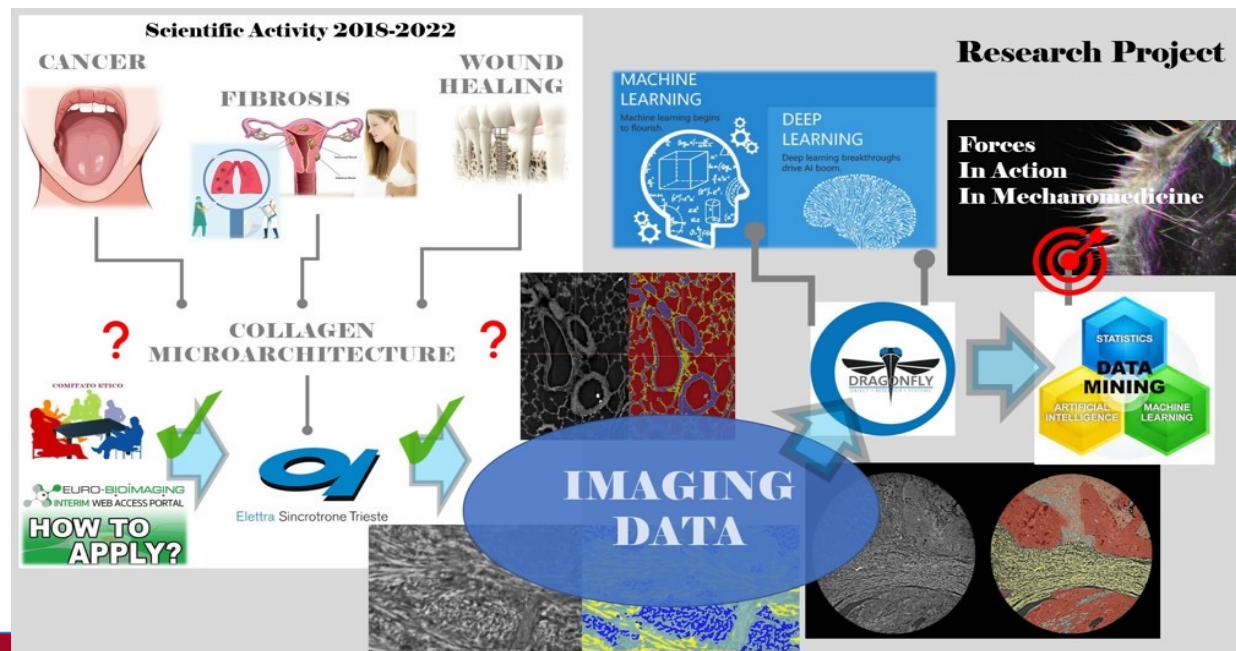 Scientific Activity 2018-2022
CANCER
FIBROSIS
WOUND
HEALING
COLLAGEN
MICROARCHITECTURE
?
?
COMITATO ETICO
EURO-BIOIMAGING
INTERIM WEB ACCESS PORTAL
HOW TO
APPLY?
Elettra Sincrotrone Trieste
Research Project
MACHINE
LEARNING
Machine learning begins
to flourish.
DEEP
LEARNING
Deep learning breakthroughs
drive AI boom.
Forces
In Action
In Mechanomedicine
DRAGONFLY
STATISTICS
DATA
MINING
ARTIFICIAL
INTELLIGENCE
MACHINE
LEARNING
IMAGING
DATA